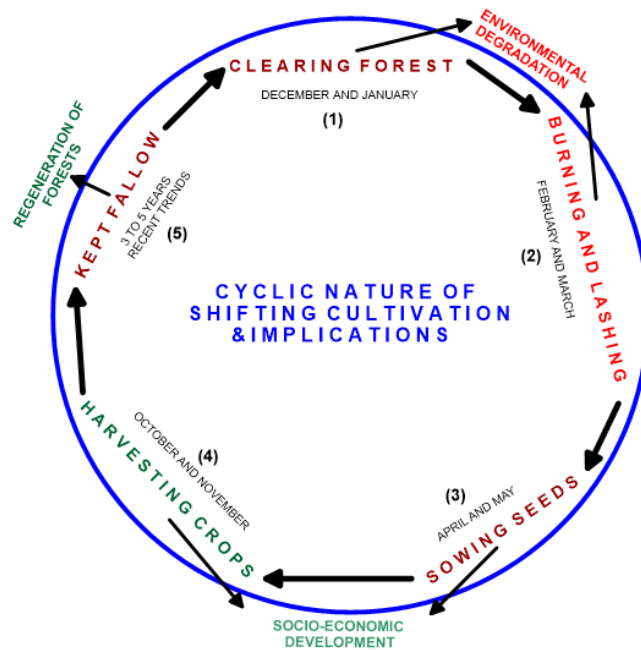 ENVIRONMENTAL
DEGRADATION
CLEARING FOREST
DECEMBER AND JANUARY
(1)
BURNING AND LASHING
FEBRUARY AND MARCH
(2)
SOWING SEEDS
APRIL AND MAY
(3)
SOCIO-ECONOMIC
DEVELOPMENT
HARVESTING CROPS
OCTOBER AND NOVEMBER
(4)
KEPT FALLOW
3 TO 5 YEARS
RECENT TRENDS
(5)
REGENERATION OF
FORESTS
CYCLIC NATURE OF
SHIFTING CULTIVATION
&IMPLICATIONS